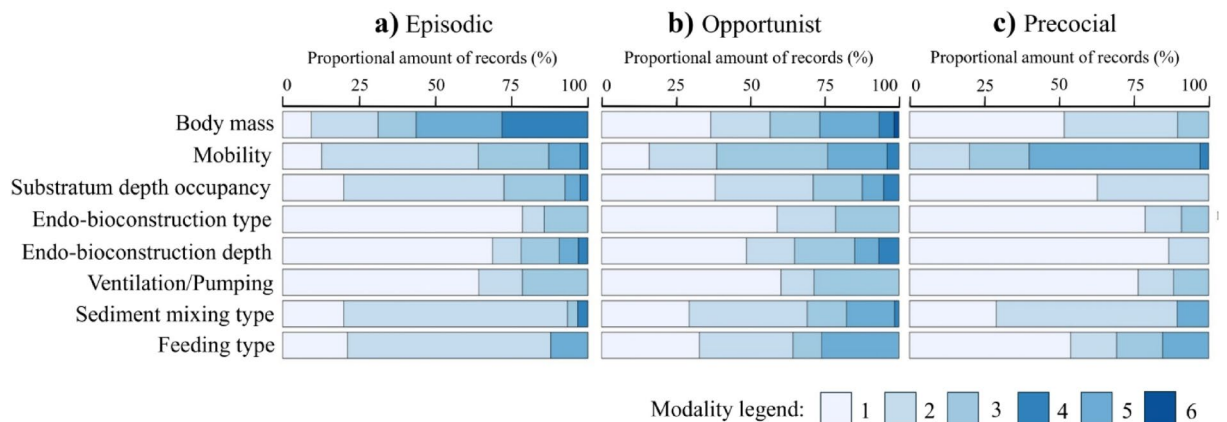 a) Episodic
b) Opportunist
c) Precocial
Proportional amount of records (%)
Proportional amount of records (%)
Proportional amount of records (%)
0 25 50 75 100
0 25 50 75 100
0 25 50 75 100
Body mass
Mobility
Substratum depth occupancy
Endo-bioconstruction type
Endo-bioconstruction depth
Ventilation/Pumping
Sediment mixing type
Feeding type
Modality legend: 1 2 3 4 5 6